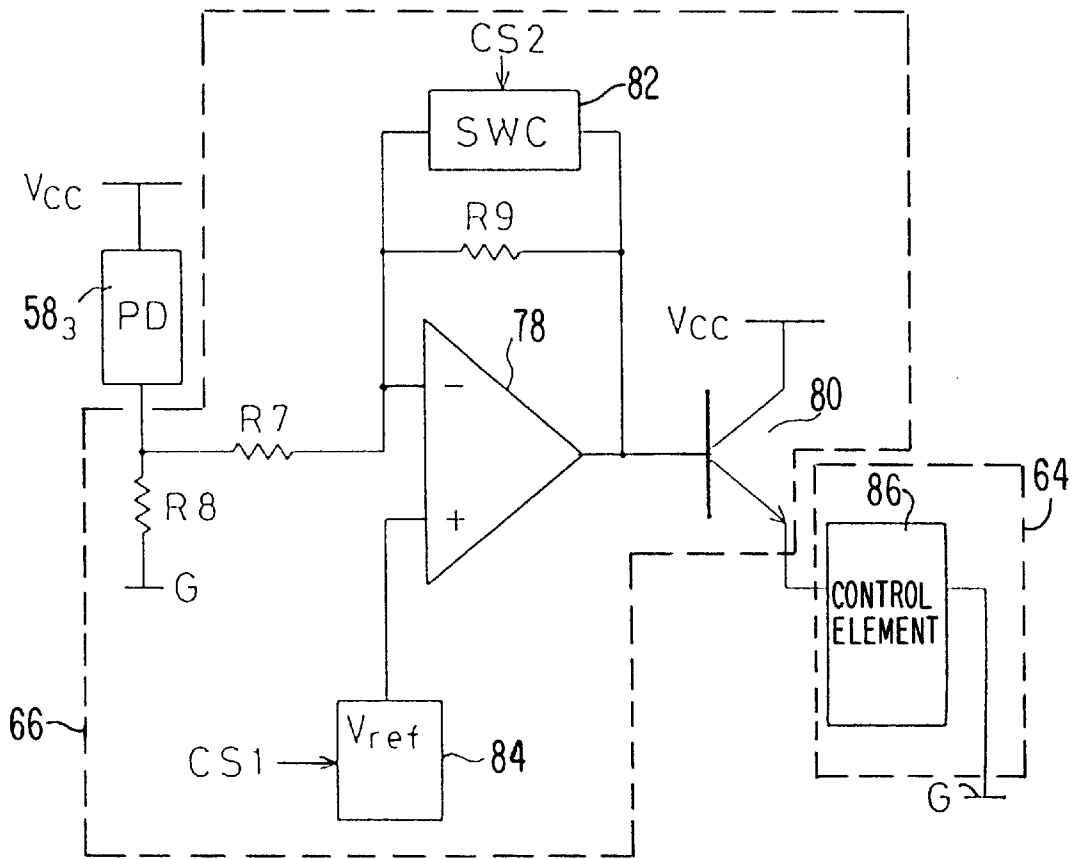 CS2
82
SWC
VCC
R9
58₃
PD
78
VCC
−
R7
80
R8
64
86
+
G
CONTROL
ELEMENT
66
Vref
CS1
84
G